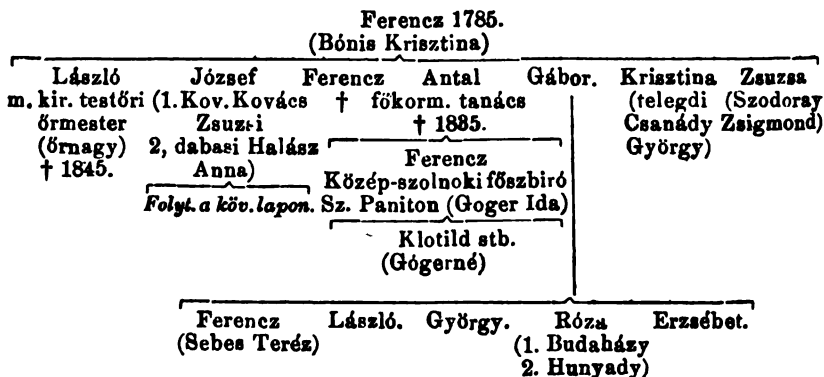 Ferencz 1785.
(Bónis Krisztina)
László József Ferencz Antal Gábor. Krisztina Zsuzsa
m. kir. testőri (1. Kov. Kovács † főkorm. tanács (telegdi (Szodoray
őrmester Zsuzsi † 1835. Csanády Zsigmond)
(őrnagy) 2, dabasi Halász Ferencz György)
† 1845. Anna) Közép-szolnoki főszbiró
Folyt. a köv. lapon. Sz. Paniton (Goger Ida)
Klotild stb.
(Gógerné)
Ferencz László. György. Róza Erzsébet.
(Sebes Teréz) (1. Budaházy
2. Hunyady)